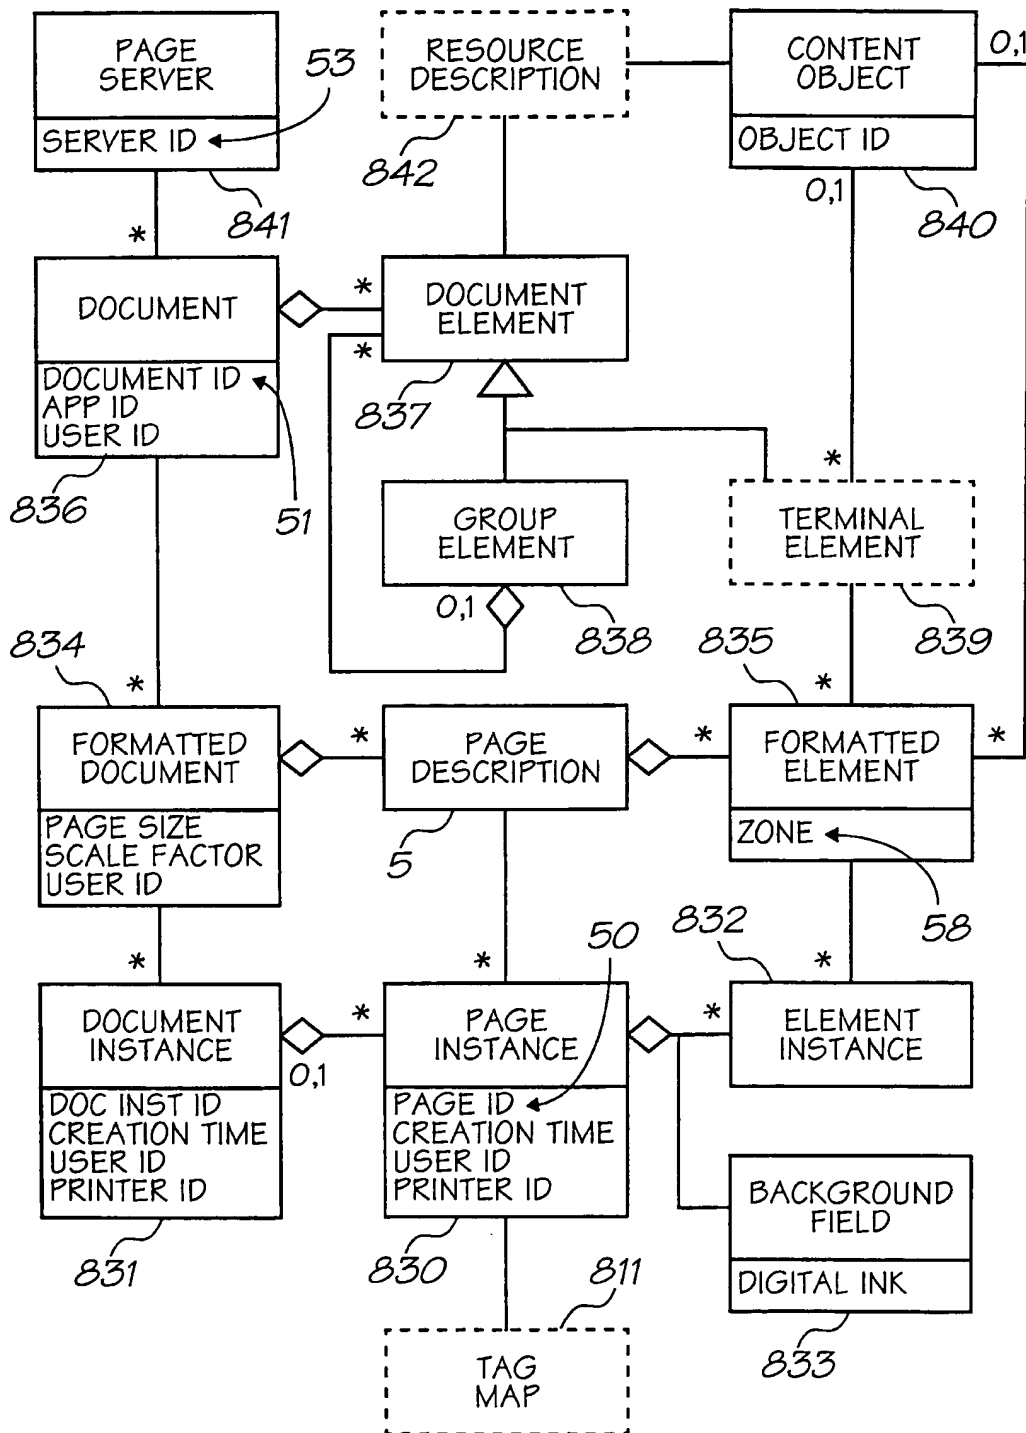 PAGE
SERVER
53
SERVER ID
841
*
RESOURCE
DESCRIPTION
842
CONTENT
OBJECT
0,1
OBJECT ID
0,1
840
DOCUMENT
*
DOCUMENT
ELEMENT
*
837
DOCUMENT ID
APP ID
USER ID
836
51
GROUP
ELEMENT
0,1
838
*
TERMINAL
ELEMENT
839
834
*
835
*
FORMATTED
DOCUMENT
*
PAGE
DESCRIPTION
*
FORMATTED
ELEMENT
*
PAGE SIZE
SCALE FACTOR
USER ID
5
ZONE
58
*
*
50
832
*
DOCUMENT
INSTANCE
0,1
*
PAGE
INSTANCE
*
ELEMENT
INSTANCE
DOC INST ID
CREATION TIME
USER ID
PRINTER ID
831
PAGE ID
CREATION TIME
USER ID
PRINTER ID
830
BACKGROUND
FIELD
DIGITAL INK
833
811
TAG
MAP